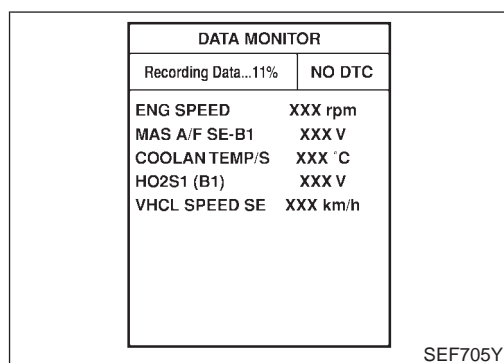 DATA MONITOR
Recording Data...11% NO DTC
ENG SPEED XXX rpm
MAS A/F SE-B1 XXX V
COOLAN TEMP/S XXX °C
HO2S1 (B1) XXX V
VHCL SPEED SE XXX km/h
SEF705Y